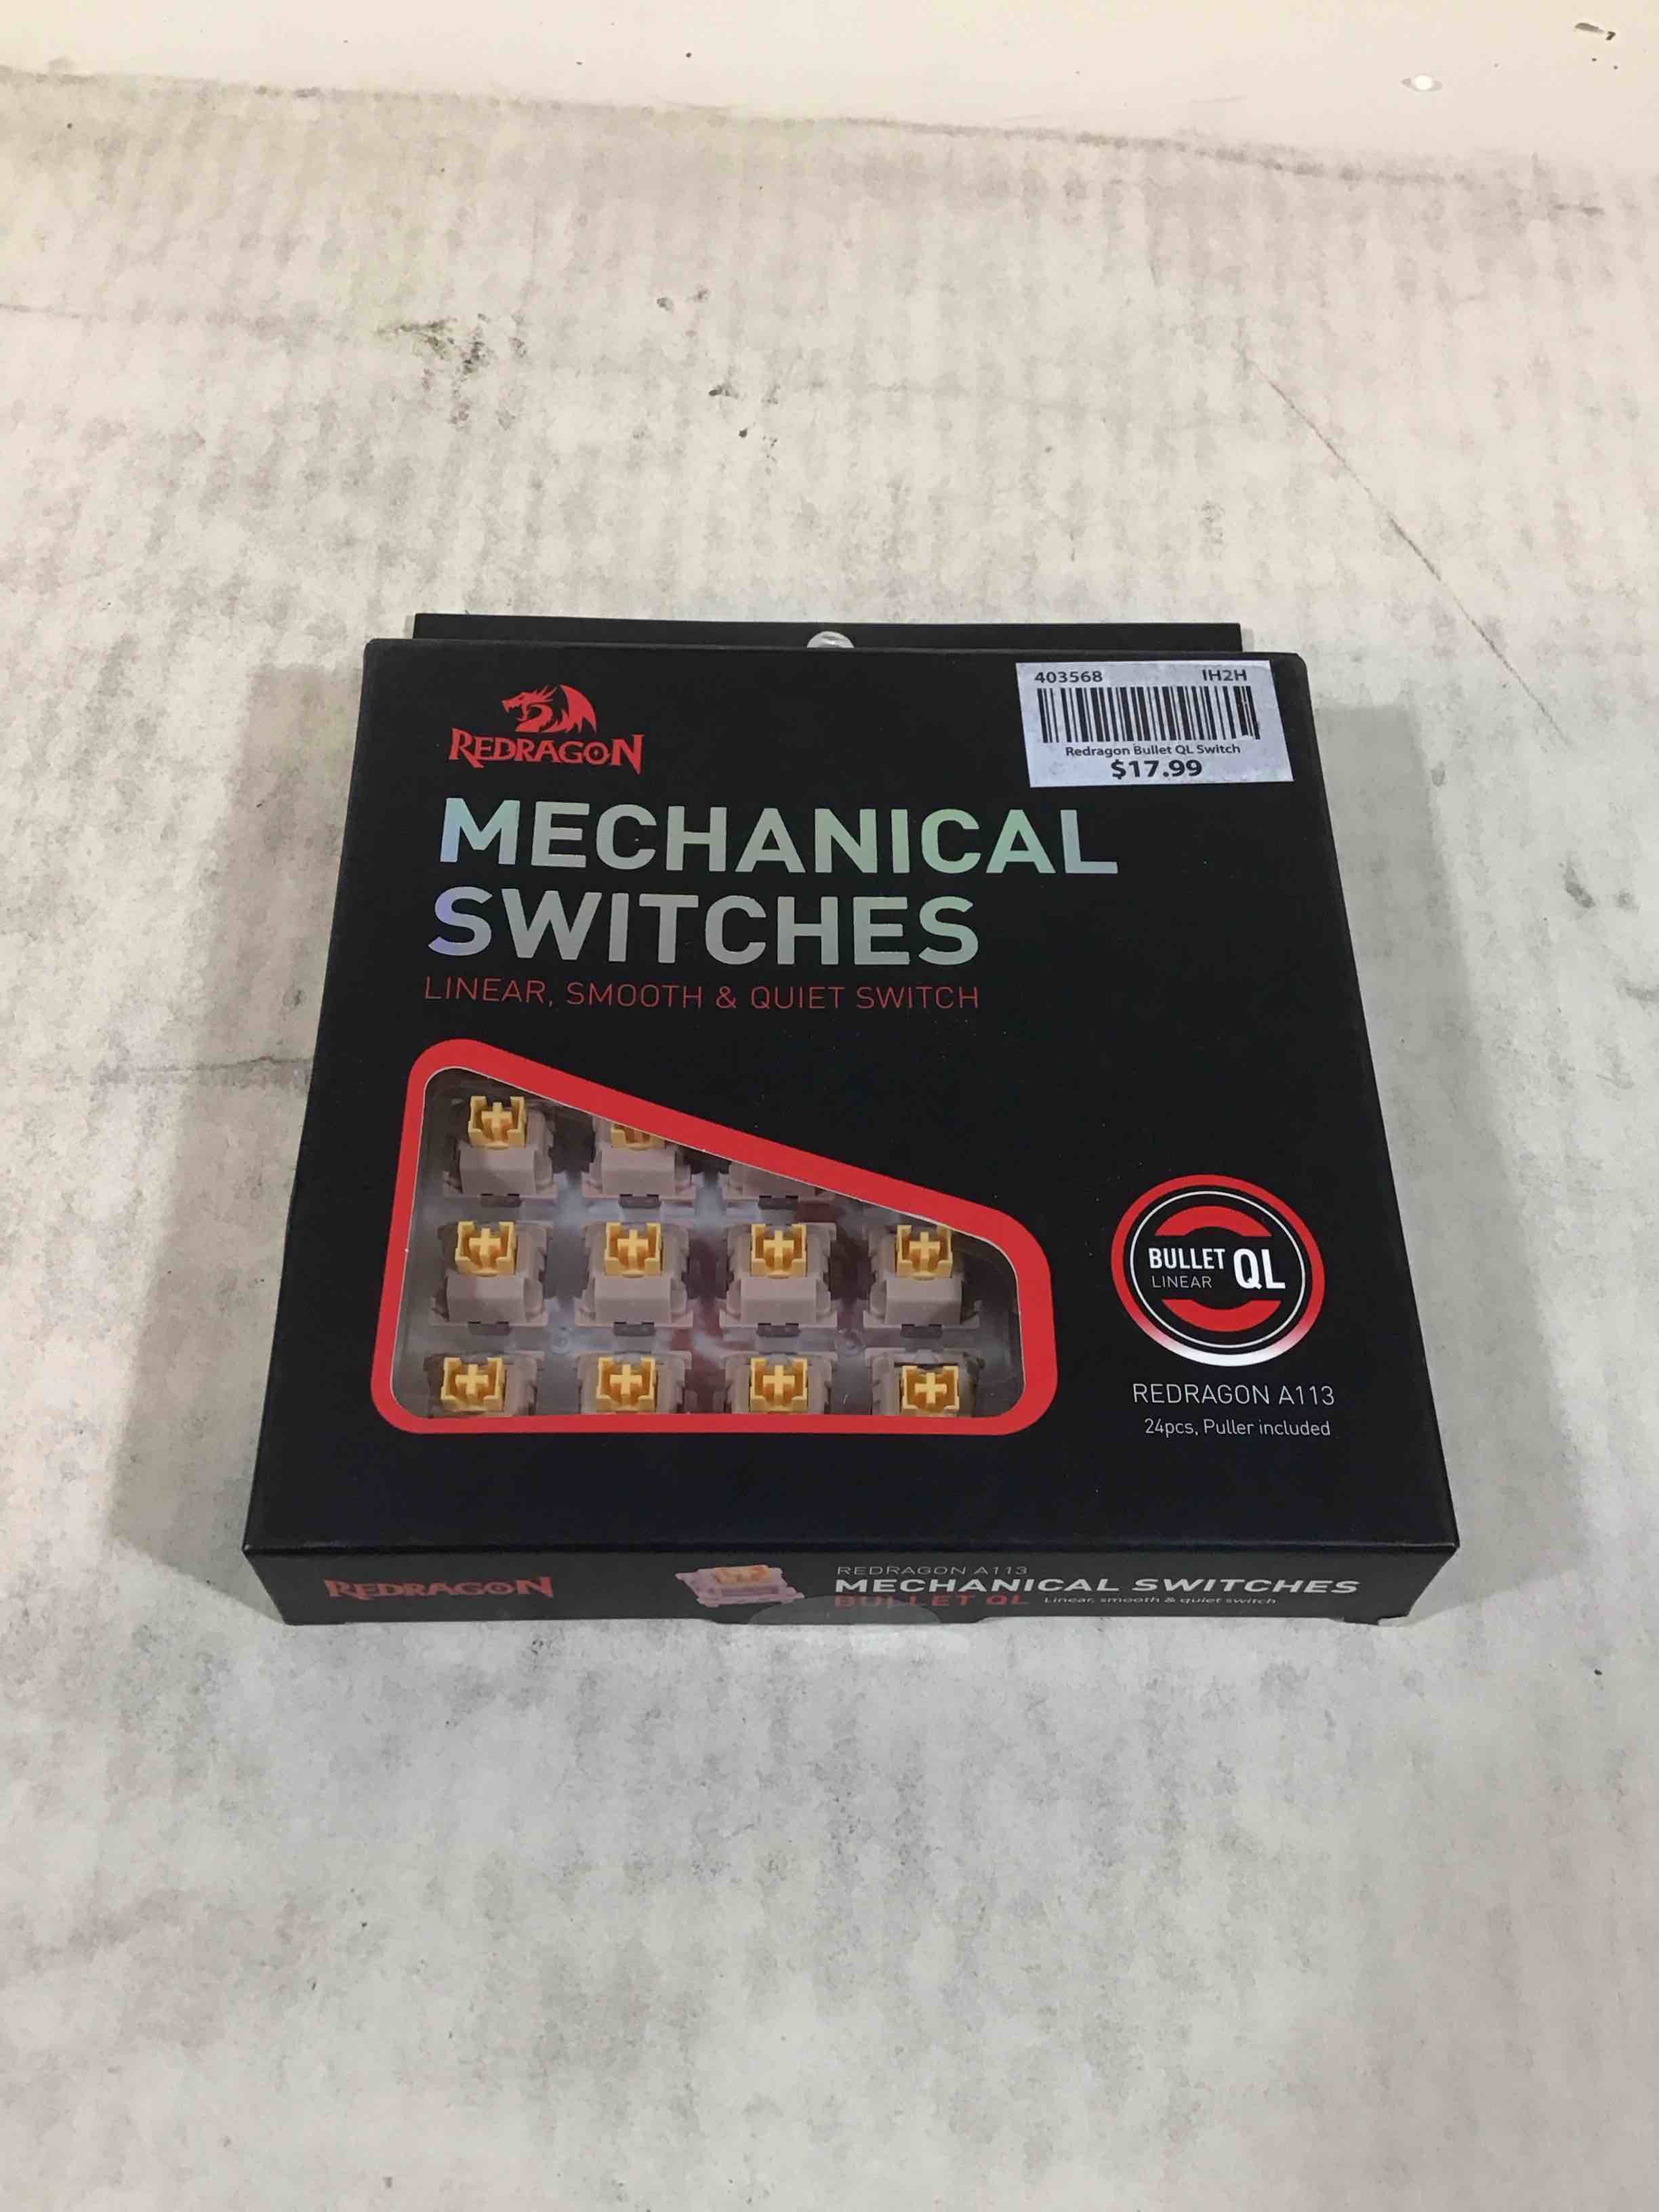 403568 IH2H
Redragon Bullet QL Switch
$17.99
REDRAGON
MECHANICAL
SWITCHES
LINEAR, SMOOTH & QUIET SWITCH
BULLET QL
LINEAR
REDRAGON A113
24pcs, Puller included
REDRAGON
REDRAGON A113
MECHANICAL SWITCHES
BULLET QL Linear, smooth & quiet switch